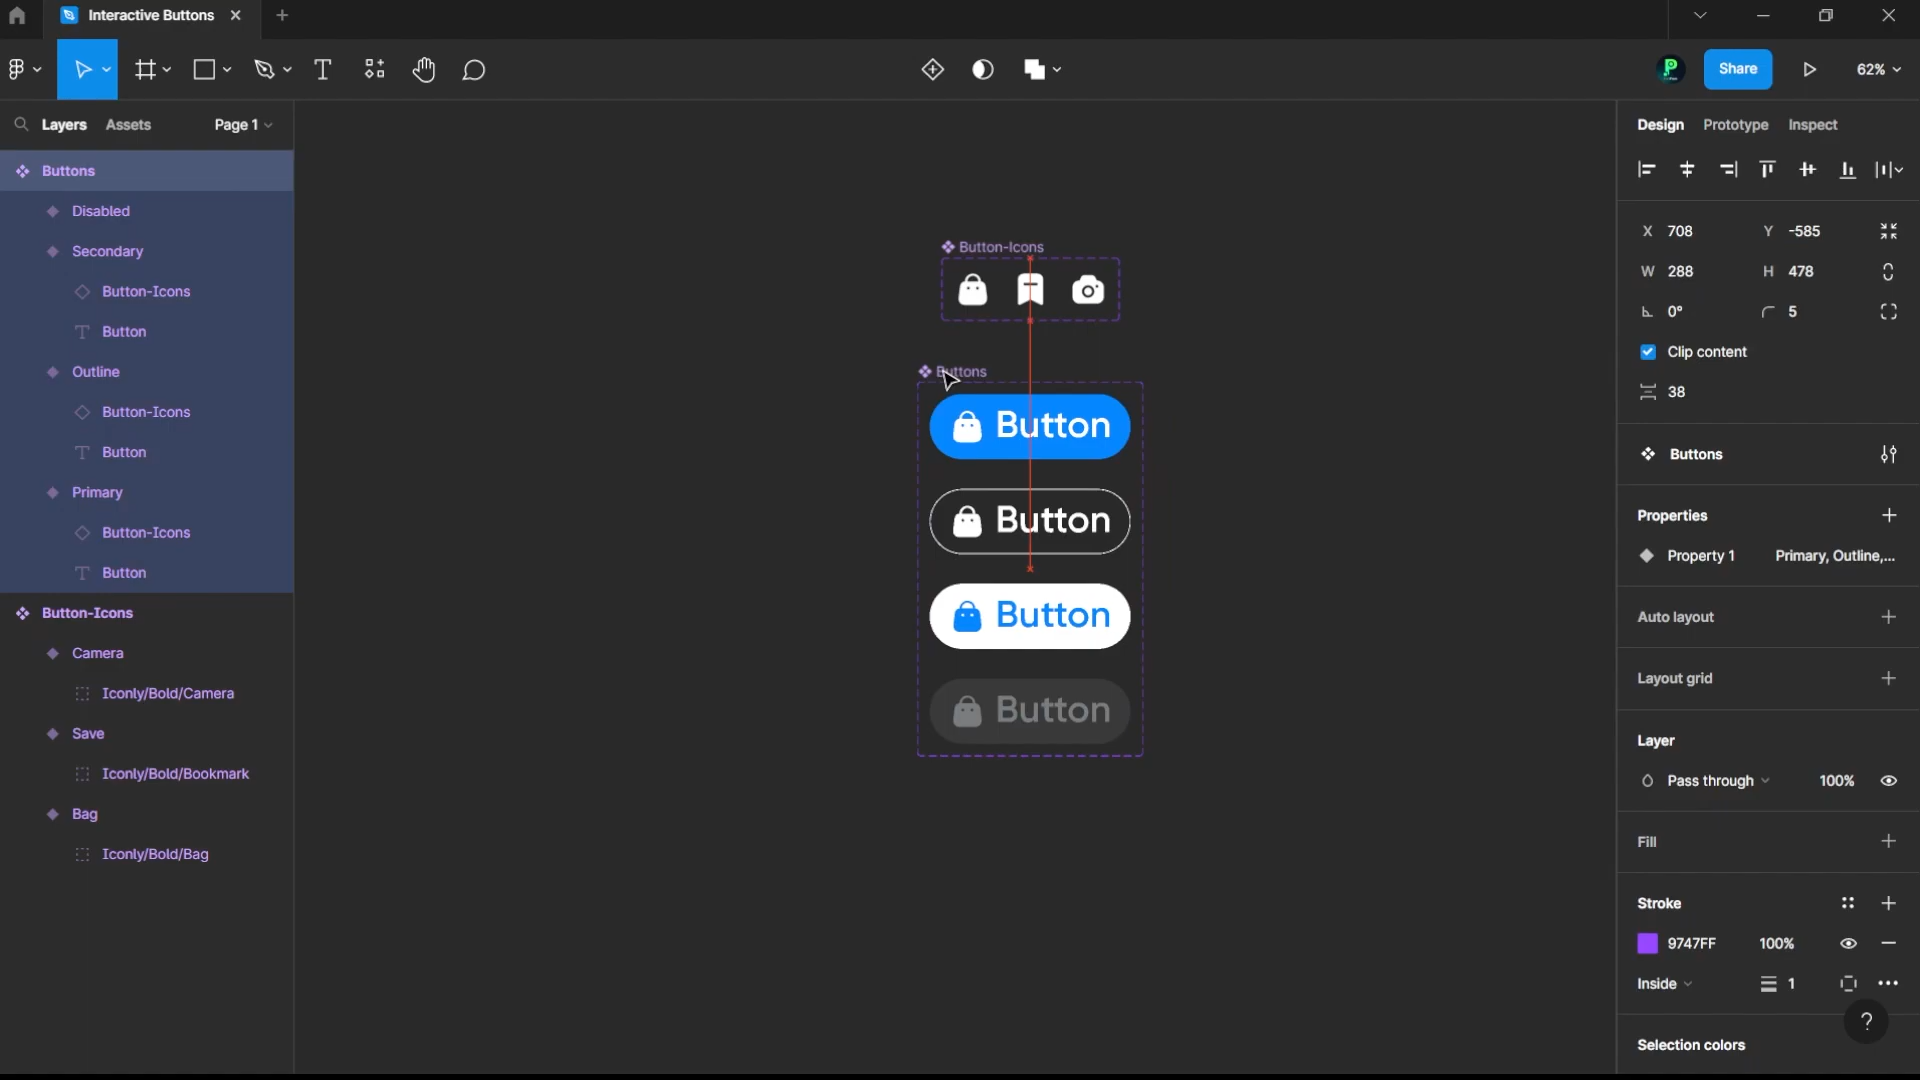 Interactive Buttons
Share
62%
Layers
Assets
Page 1
Buttons
Disabled
Secondary
Button-Icons
Button
Outline
Button-Icons
Button
Primary
Button-Icons
Button
Button-Icons
Camera
Iconly/Bold/Camera
Save
Iconly/Bold/Bookmark
Bag
Iconly/Bold/Bag
Button-Icons
Buttons
Button
Button
Button
Button
Design
Prototype
Inspect
X 708
Y -585
W 288
H 478
0°
5
Clip content
38
Buttons
Properties
Property 1
Primary, Outline,...
Auto layout
Layout grid
Layer
Pass through
100%
Fill
Stroke
9747FF
100%
Inside
1
?
Selection colors